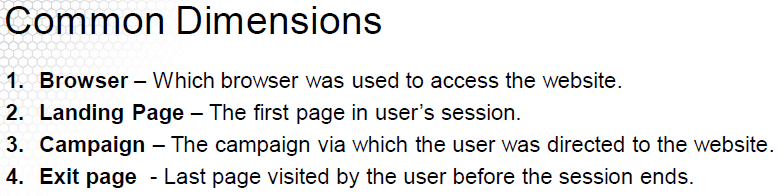 Common Dimensions
1. Browser – Which browser was used to access the website.
2. Landing Page – The first page in user’s session.
3. Campaign – The campaign via which the user was directed to the website.
4. Exit page - Last page visited by the user before the session ends.